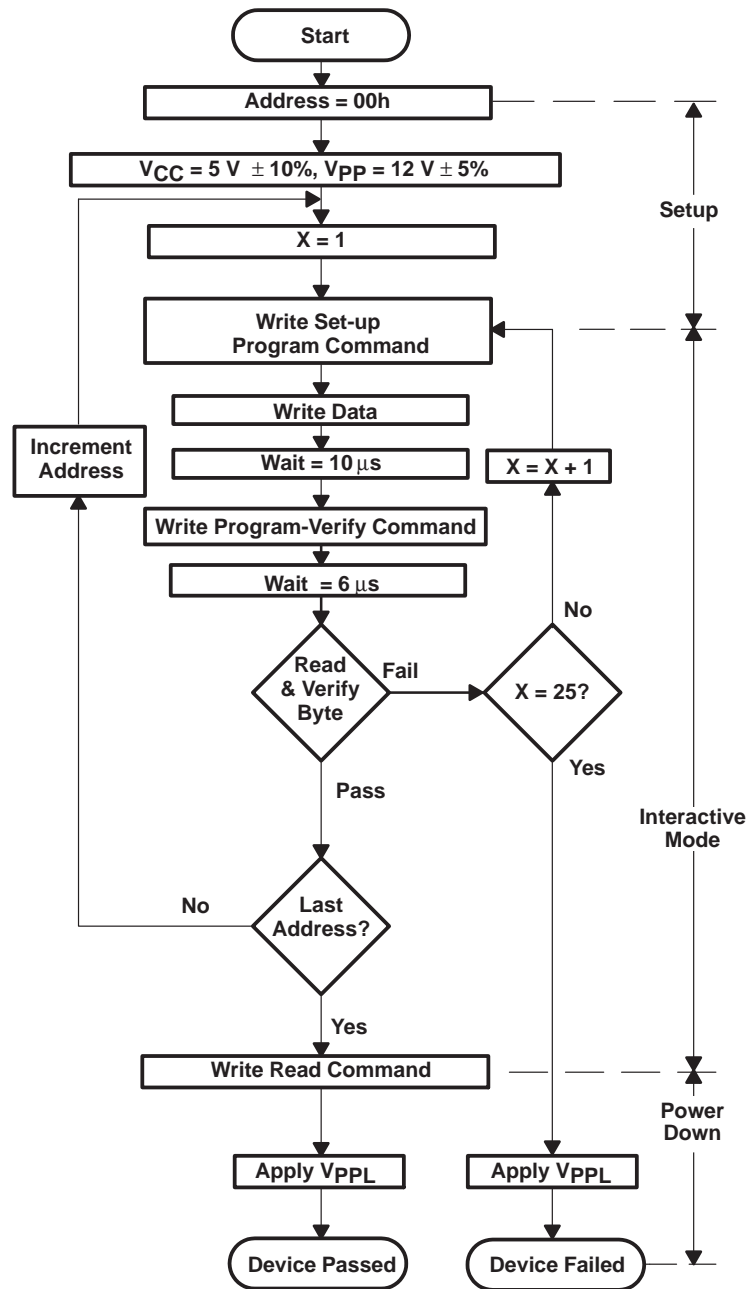 Start
Address = 00h
VCC = 5 V ± 10%, VPP = 12 V ± 5%
Setup
X = 1
Write Set-up
Program Command
Write Data
Increment
Address
Wait = 10 μs
X = X + 1
Write Program-Verify Command
Wait = 6 μs
No
Read
& Verify
Byte
Fail
X = 25?
Yes
Pass
Interactive
Mode
No
Last
Address?
Yes
Write Read Command
Power
Down
Apply VPPL
Apply VPPL
Device Passed
Device Failed